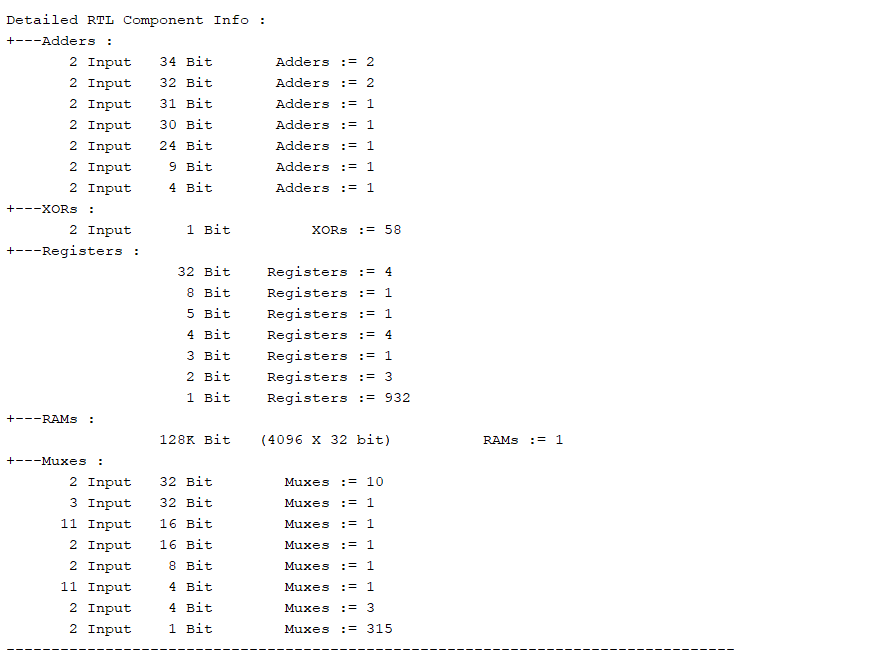 Detailed RTL Component Info :
+---Adders :
       2 Input   34 Bit       Adders := 2
       2 Input   32 Bit       Adders := 2
       2 Input   31 Bit       Adders := 1
       2 Input   30 Bit       Adders := 1
       2 Input   24 Bit       Adders := 1
       2 Input    9 Bit       Adders := 1
       2 Input    4 Bit       Adders := 1
+---XORs :
       2 Input      1 Bit         XORs := 58
+---Registers :
                   32 Bit    Registers := 4
                    8 Bit    Registers := 1
                    5 Bit    Registers := 1
                    4 Bit    Registers := 4
                    3 Bit    Registers := 1
                    2 Bit    Registers := 3
                    1 Bit    Registers := 932
+---RAMs :
                 128K Bit   (4096 X 32 bit)          RAMs := 1
+---Muxes :
       2 Input   32 Bit        Muxes := 10
       3 Input   32 Bit        Muxes := 1
      11 Input   16 Bit        Muxes := 1
       2 Input   16 Bit        Muxes := 1
       2 Input    8 Bit        Muxes := 1
      11 Input    4 Bit        Muxes := 1
       2 Input    4 Bit        Muxes := 3
       2 Input    1 Bit        Muxes := 315
---------------------------------------------------------------------------------